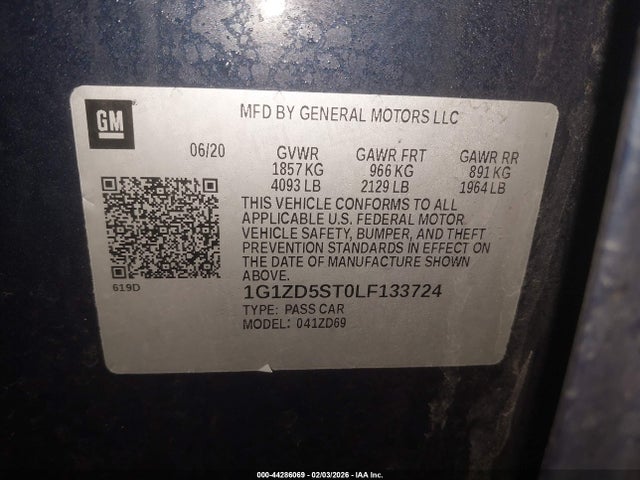 GM
MFD BY GENERAL MOTORS LLC
06/20 GVWR GAWR FRT GAWR RR
1857 KG 966 KG 891 KG
4093 LB 2129 LB 1964 LB
THIS VEHICLE CONFORMS TO ALL
APPLICABLE U.S. FEDERAL MOTOR
VEHICLE SAFETY, BUMPER, AND THEFT
PREVENTION STANDARDS IN EFFECT ON
THE DATE OF MANUFACTURE SHOWN
ABOVE.
619D
1G1ZD5ST0LF133724
TYPE: PASS CAR
MODEL: 041ZD69
000-44286069 - 02/03/2026 - IAA Inc.